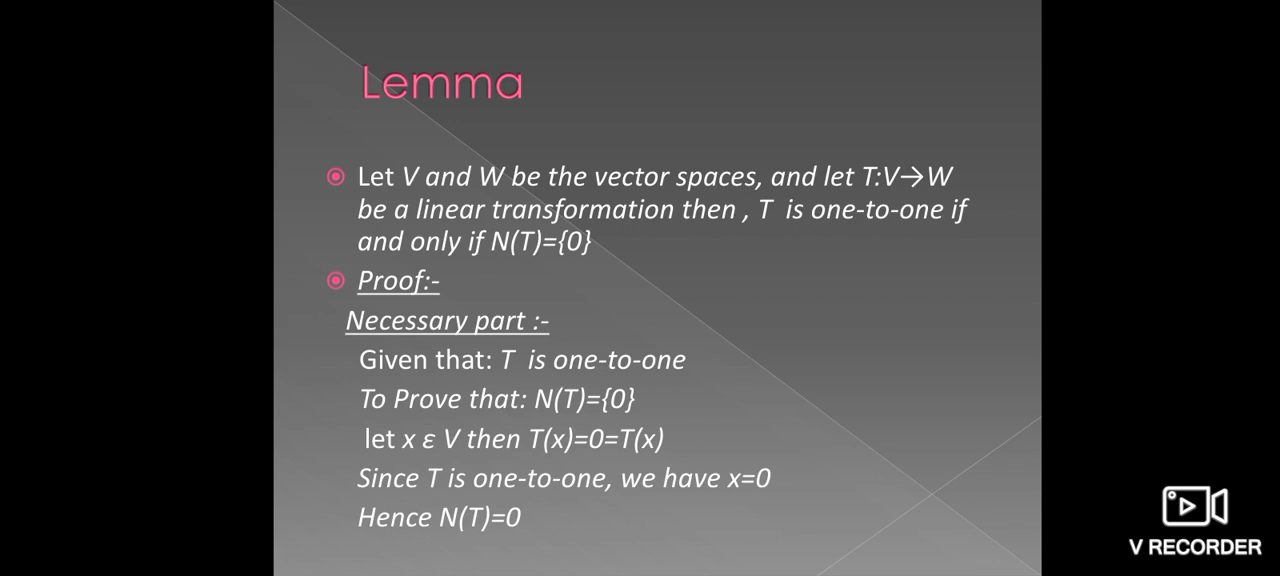 Lemma
Let V and W be the vector spaces, and let T:V→W
be a linear transformation then , T is one-to-one if
and only if N(T)={0}
Proof:-
Necessary part :-
Given that: T is one-to-one
To Prove that: N(T)={0}
let x ε V then T(x)=0=T(x)
Since T is one-to-one, we have x=0
Hence N(T)=0
V RECORDER